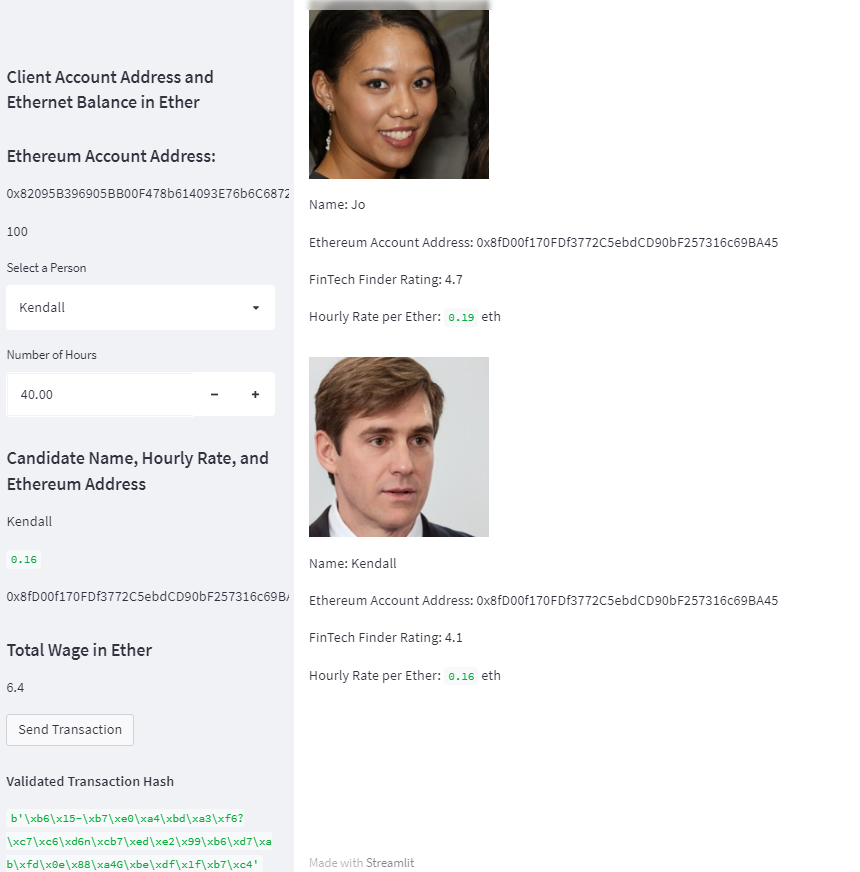 Client Account Address and
Ethernet Balance in Ether
Ethereum Account Address:
0x82095B396905BB00F478b614093E76b6C6872
100
Select a Person
Kendall
Number of Hours
40.00
Candidate Name, Hourly Rate, and
Ethereum Address
Kendall
0.16
0x8fD00f170FDf3772C5ebdCD90bF257316c69BA
Total Wage in Ether
6.4
Send Transaction
Validated Transaction Hash
b'\xb6\x15-\xb7\xe0\xa4\xbd\xa3\xf6?
\xc7\xc6\xd6n\xcb7\xed\xe2\x99\xb6\xd7\xa
b\xfd\x0e\x88\xa4G\xbe\xdf\x1f\xb7\xc4'
Name: Jo
Ethereum Account Address: 0x8fD00f170FDf3772C5ebdCD90bF257316c69BA45
FinTech Finder Rating: 4.7
Hourly Rate per Ether: 0.19 eth
Name: Kendall
Ethereum Account Address: 0x8fD00f170FDf3772C5ebdCD90bF257316c69BA45
FinTech Finder Rating: 4.1
Hourly Rate per Ether: 0.16 eth
Made with Streamlit